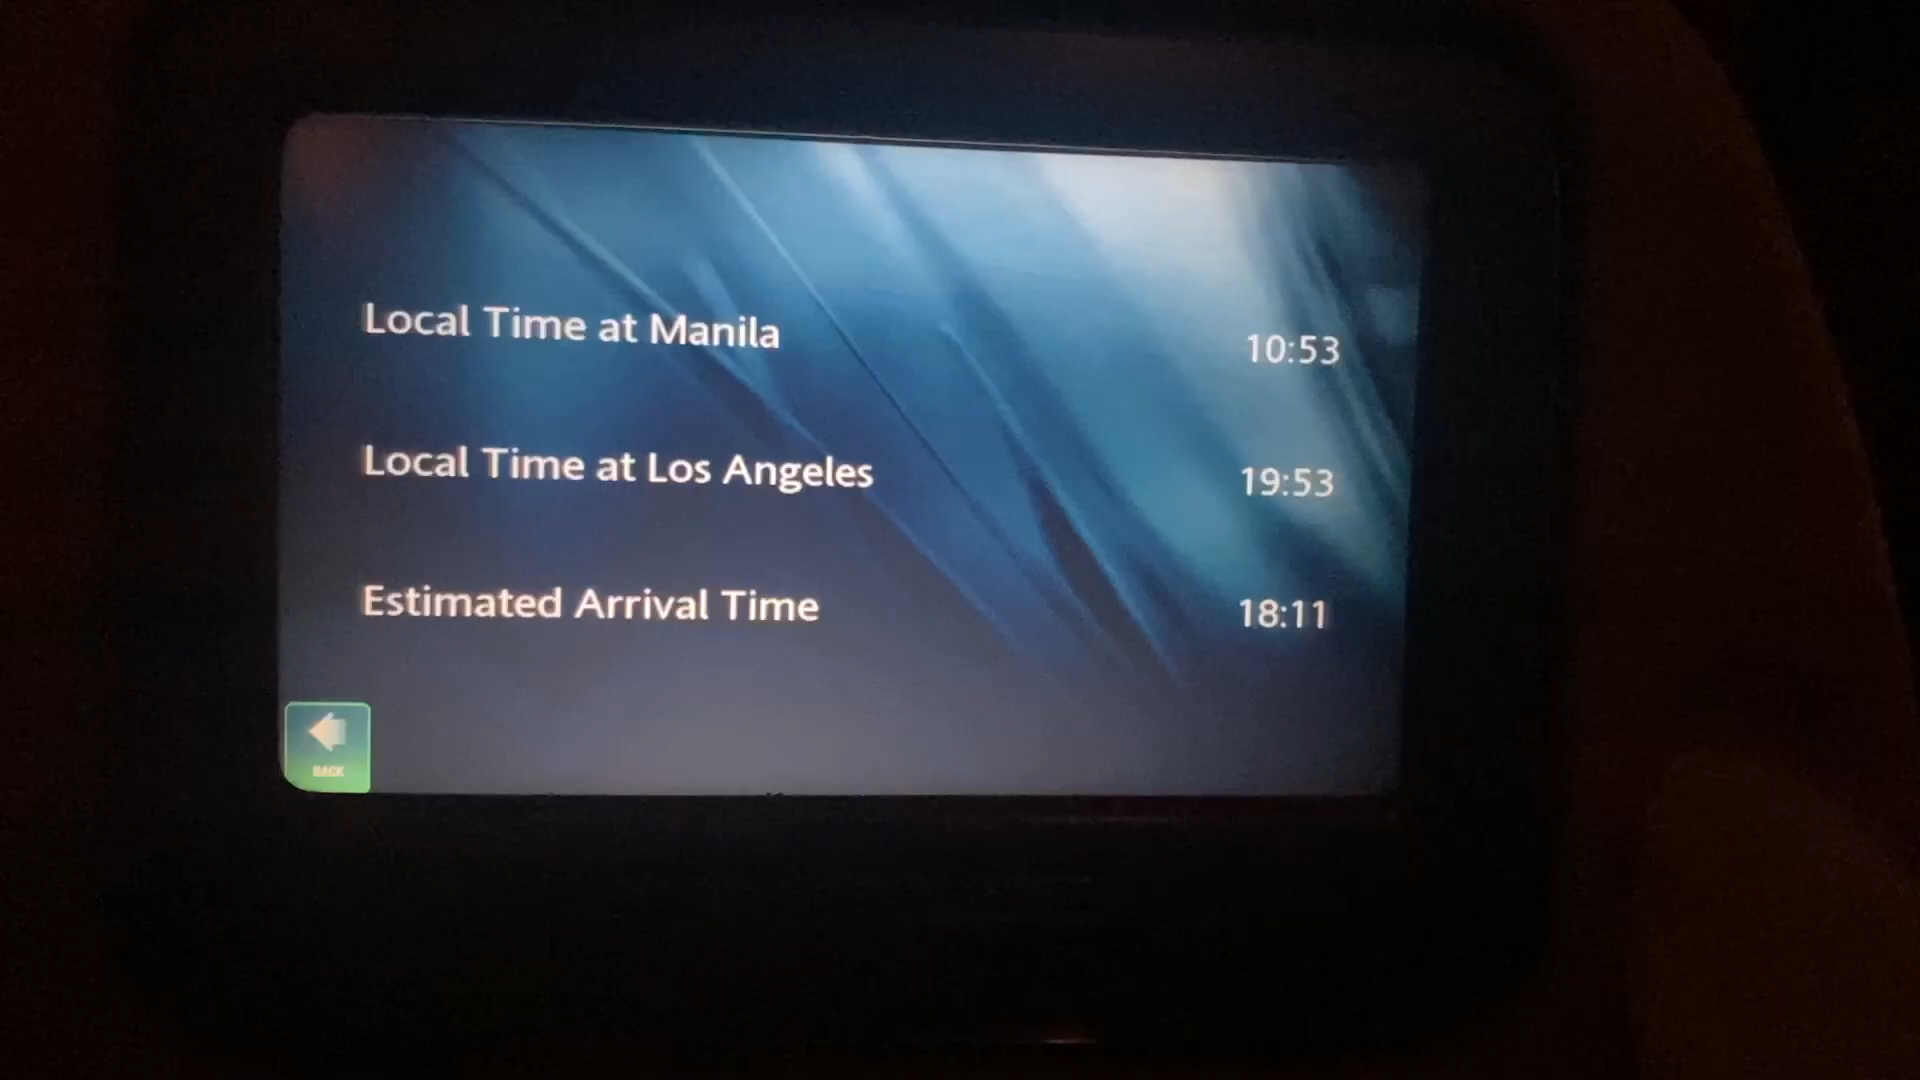 Local Time at Manila 10:53
Local Time at Los Angeles 19:53
Estimated Arrival Time 18:11
BACK